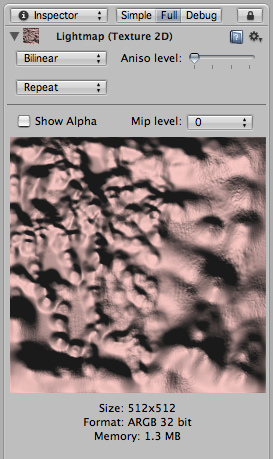 Inspector Simple Full Debug
Lightmap (Texture 2D)
Bilinear Aniso level:
Repeat
Show Alpha Mip level: 0
Size: 512x512
Format: ARGB 32 bit
Memory: 1.3 MB